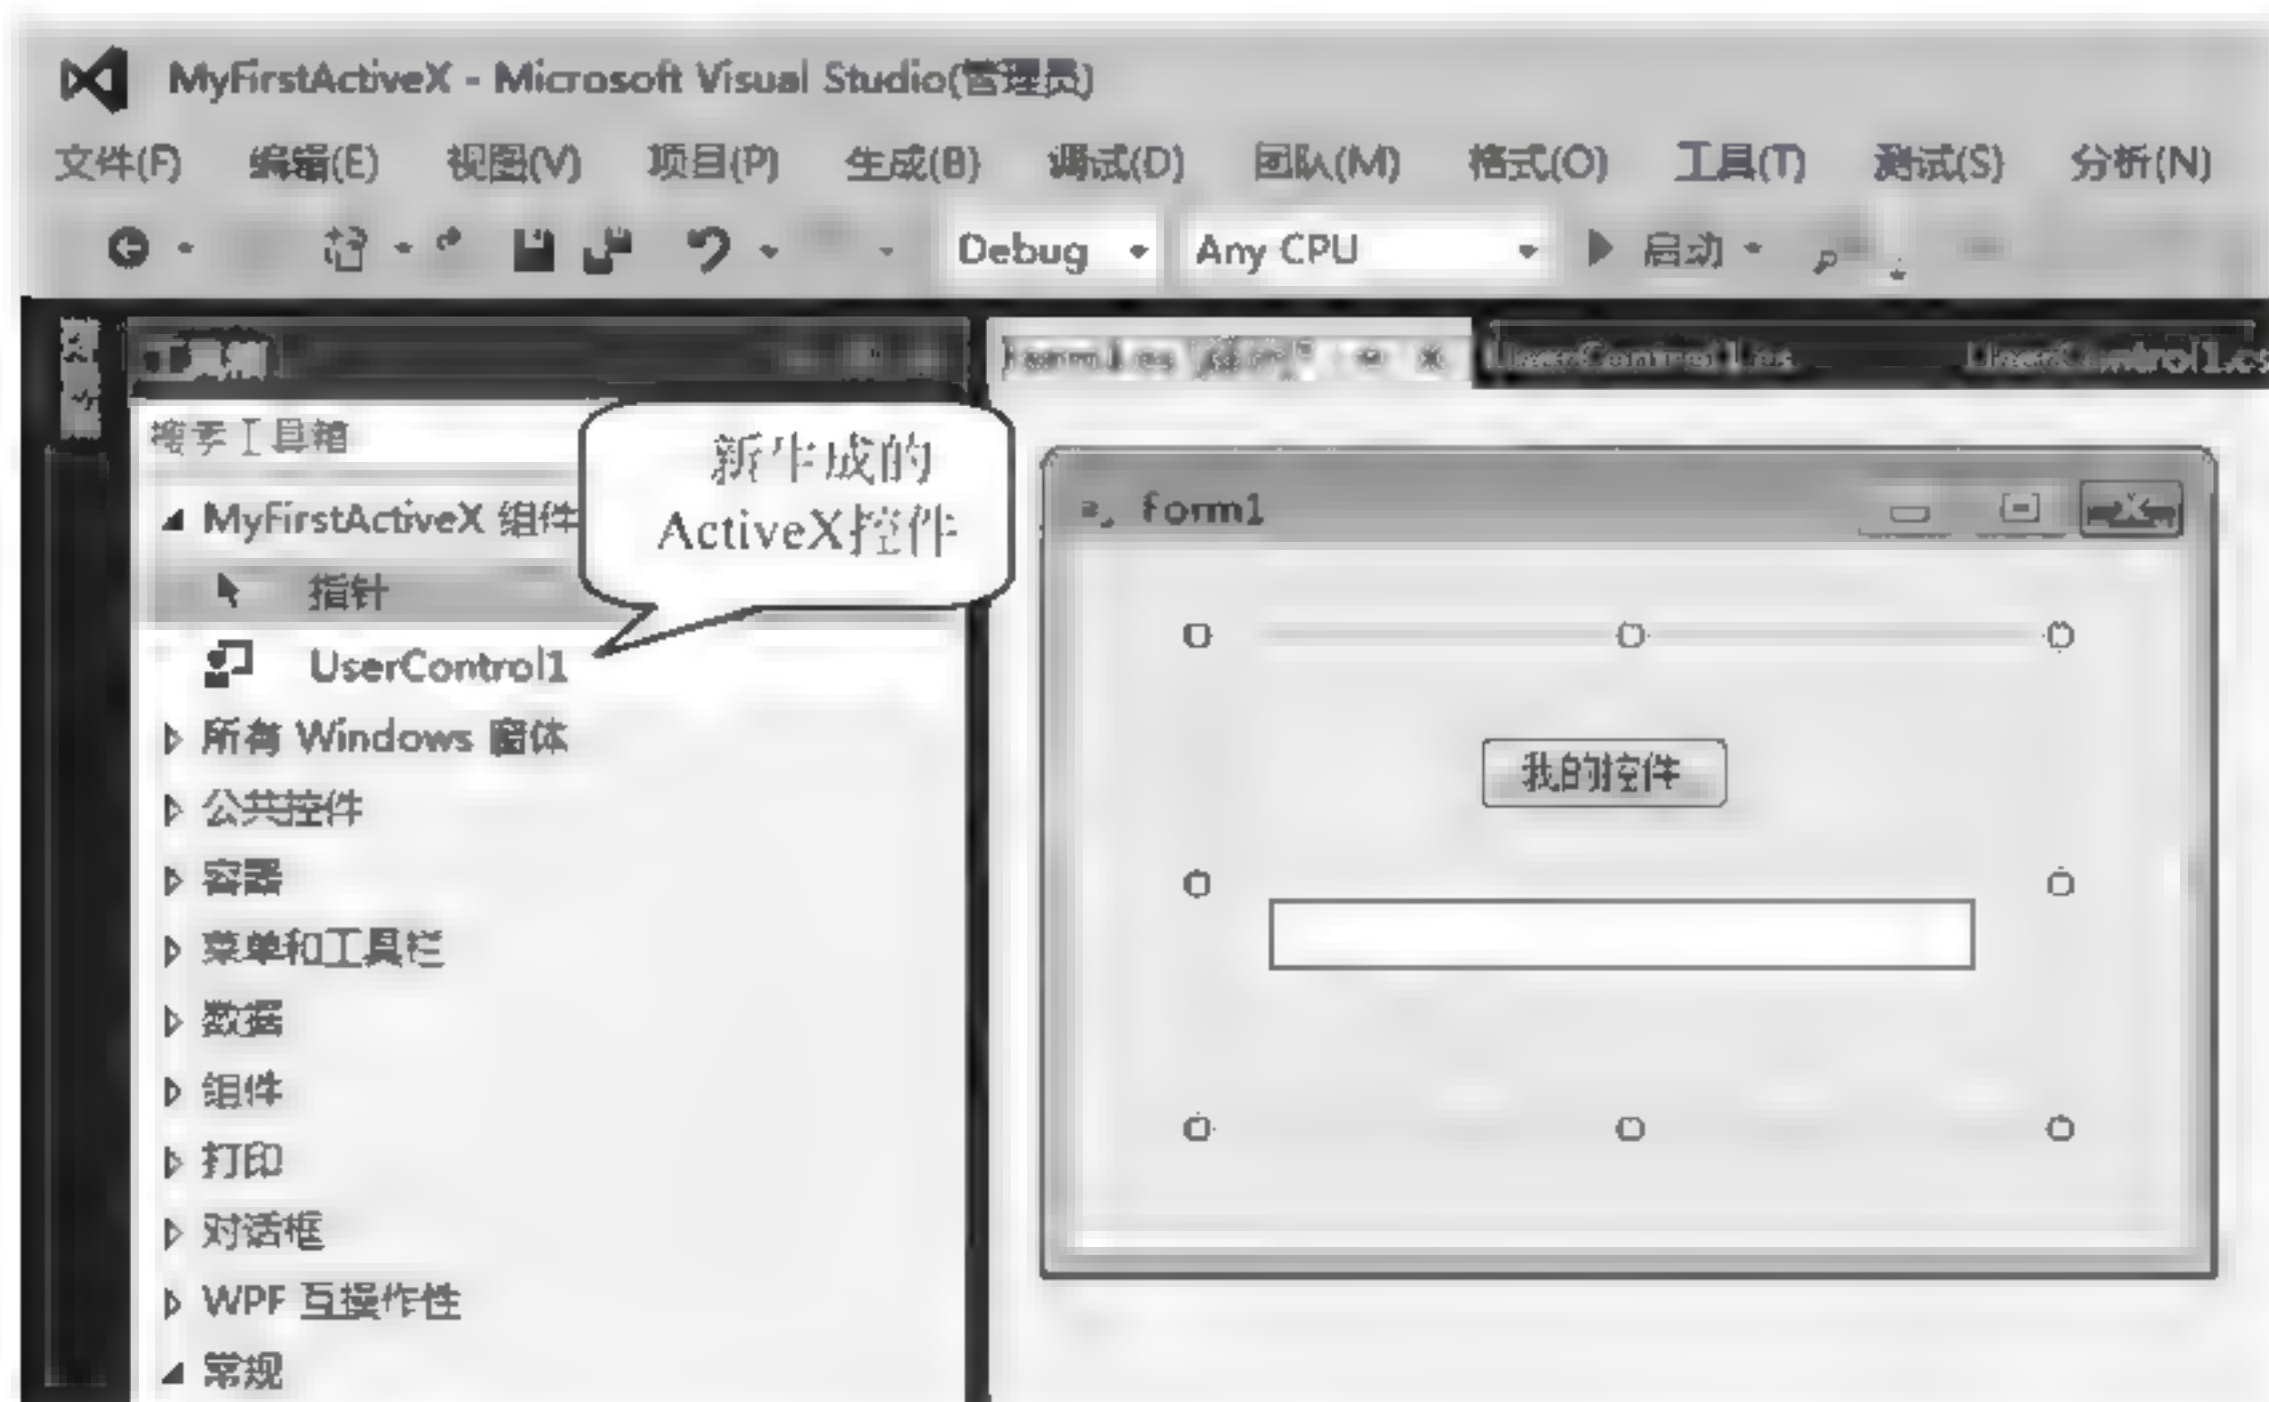 MyFirstActiveX - Microsoft Visual Studio(管理员)
文件(F) 编辑(E) 视图(V) 项目(P) 生成(B) 调试(D) 团队(M) 格式(O) 工具(T) 测试(S) 分析(N)
Debug Any CPU 启动
UserControl1.cs UserControl1.cs
搜索工具箱
新生成的
ActiveX控件
MyFirstActiveX 组件
指针
UserControl1
所有 Windows 窗体
公共控件
容器
菜单和工具栏
数据
组件
打印
对话框
WPF 互操作性
常规
Form1
我的控件